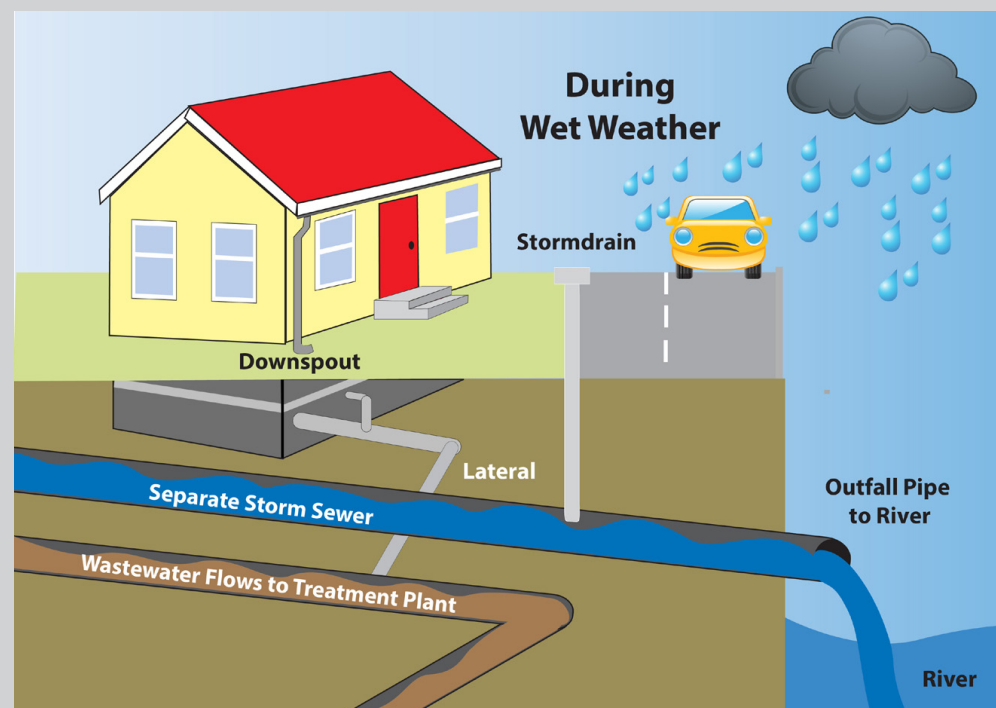 During
Wet Weather
Stormdrain
Downspout
Lateral
Separate Storm Sewer
Outfall Pipe
to River
Wastewater Flows to Treatment Plant
River